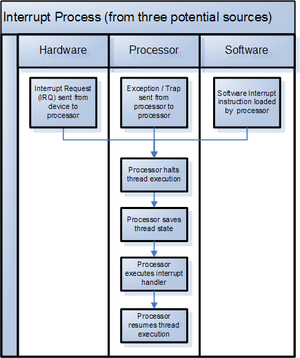 Interrupt Process (from three potential sources)
Hardware
Processor
Software
Interrupt Request
(IRQ) sent from
device to
processor
Exception / Trap
sent from
processor to
processor
Software Interrupt
instruction loaded
by processor
Processor halts
thread execution
Processor saves
thread state
Processor
executes interrupt
handler
Processor
resumes thread
execution